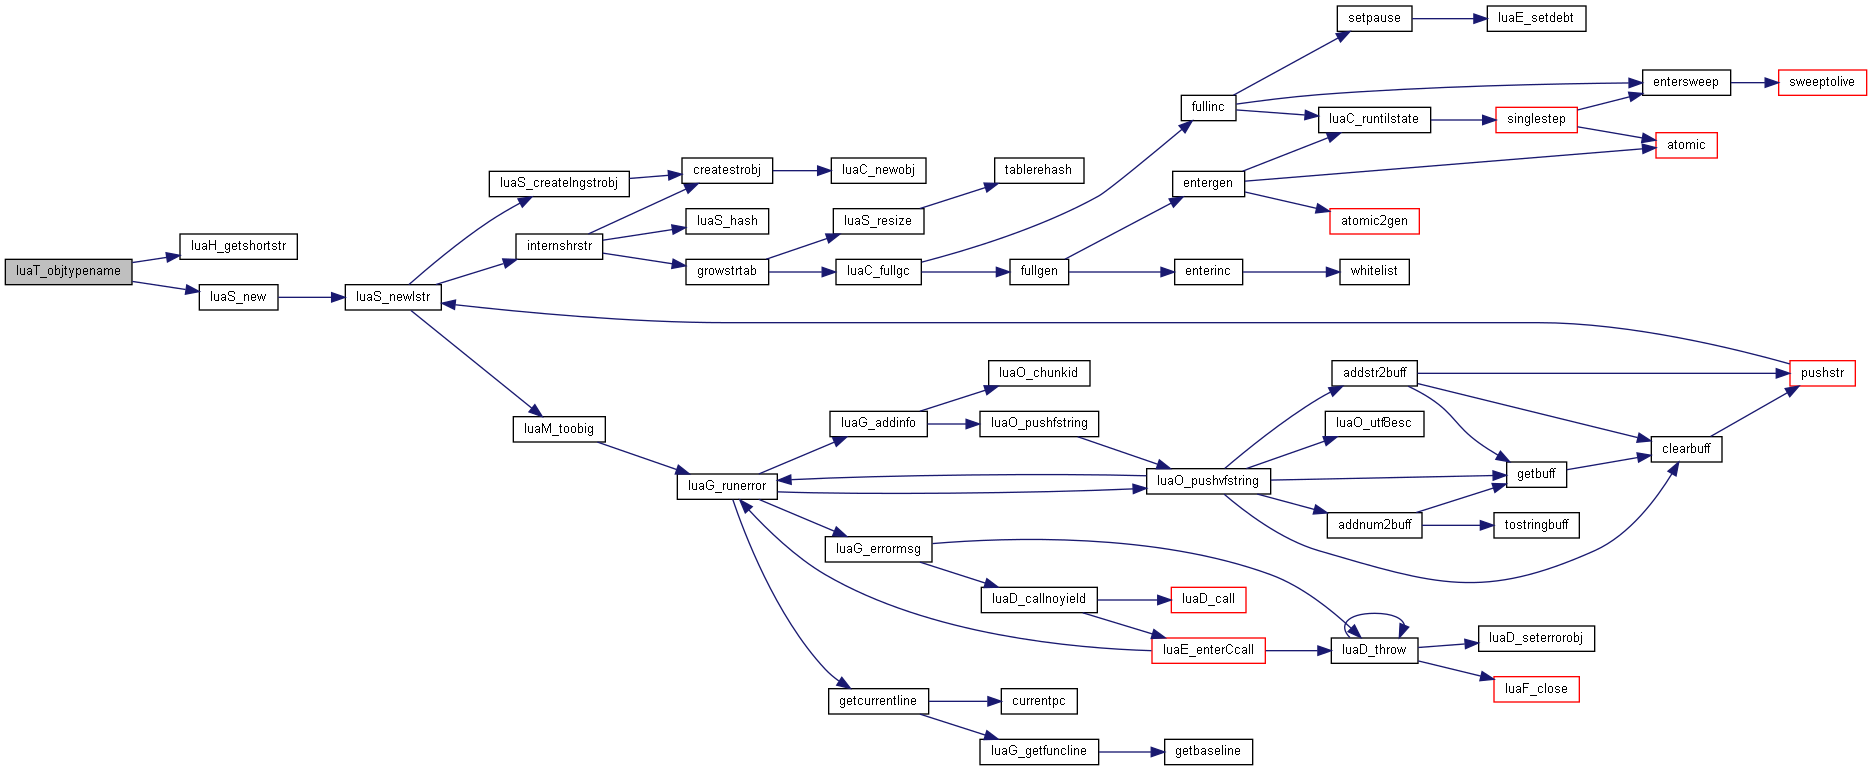 setpause
luaE_setdebt
entersweep
sweeptolive
fullinc
luaC_runtilstate
singlestep
atomic
luaS_createlngstrobj
createstrobj
luaC_newobj
tablerehash
entergen
luaH_getshortstr
internshrstr
luaS_hash
luaS_resize
atomic2gen
luaT_objtypename
growstrtab
luaC_fullgc
fullgen
enterinc
whitelist
luaS_new
luaS_newlstr
luaO_chunkid
addstr2buff
pushstr
luaM_toobig
luaG_addinfo
luaO_pushfstring
luaO_utf8esc
clearbuff
luaG_runerror
luaO_pushvfstring
getbuff
addnum2buff
tostringbuff
luaG_errormsg
luaD_callnoyield
luaD_call
luaE_enterCcall
luaD_throw
luaD_seterrorobj
luaF_close
getcurrentline
currentpc
luaG_getfuncline
getbaseline